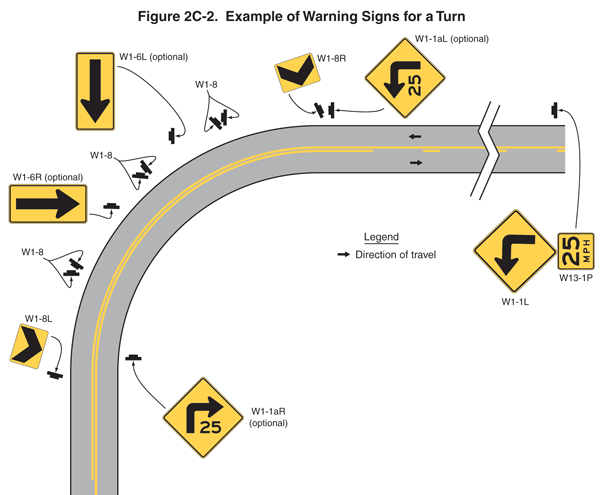 Figure 2C-2. Example of Warning Signs for a Turn
W1-6L (optional)
W1-8
W1-8R
W1-1aL (optional)
25
W1-8
W1-6R (optional)
W1-8
Legend
Direction of travel
25
MPH
W13-1P
W1-1L
W1-8L
25
W1-1aR
(optional)